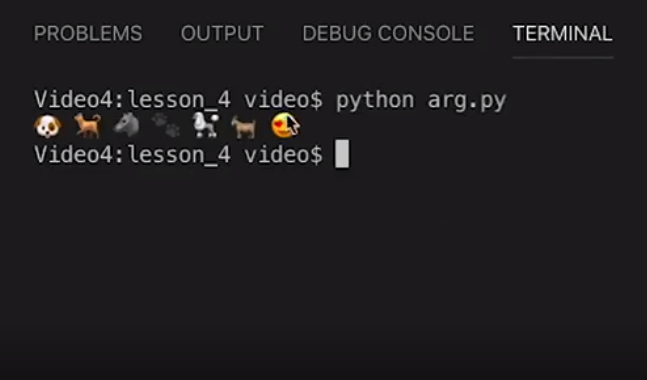 PROBLEMS OUTPUT DEBUG CONSOLE TERMINAL
Video4:lesson_4 video$ python arg.py
🐶 🐕 🐴 🐾 🐩 🐐 😍
Video4:lesson_4 video$